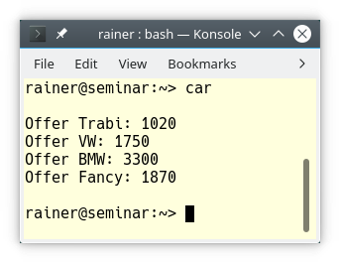 rainer : bash — Konsole
File Edit View Bookmarks
rainer@seminar:~> car
Offer Trabi: 1020
Offer VW: 1750
Offer BMW: 3300
Offer Fancy: 1870
rainer@seminar:~>